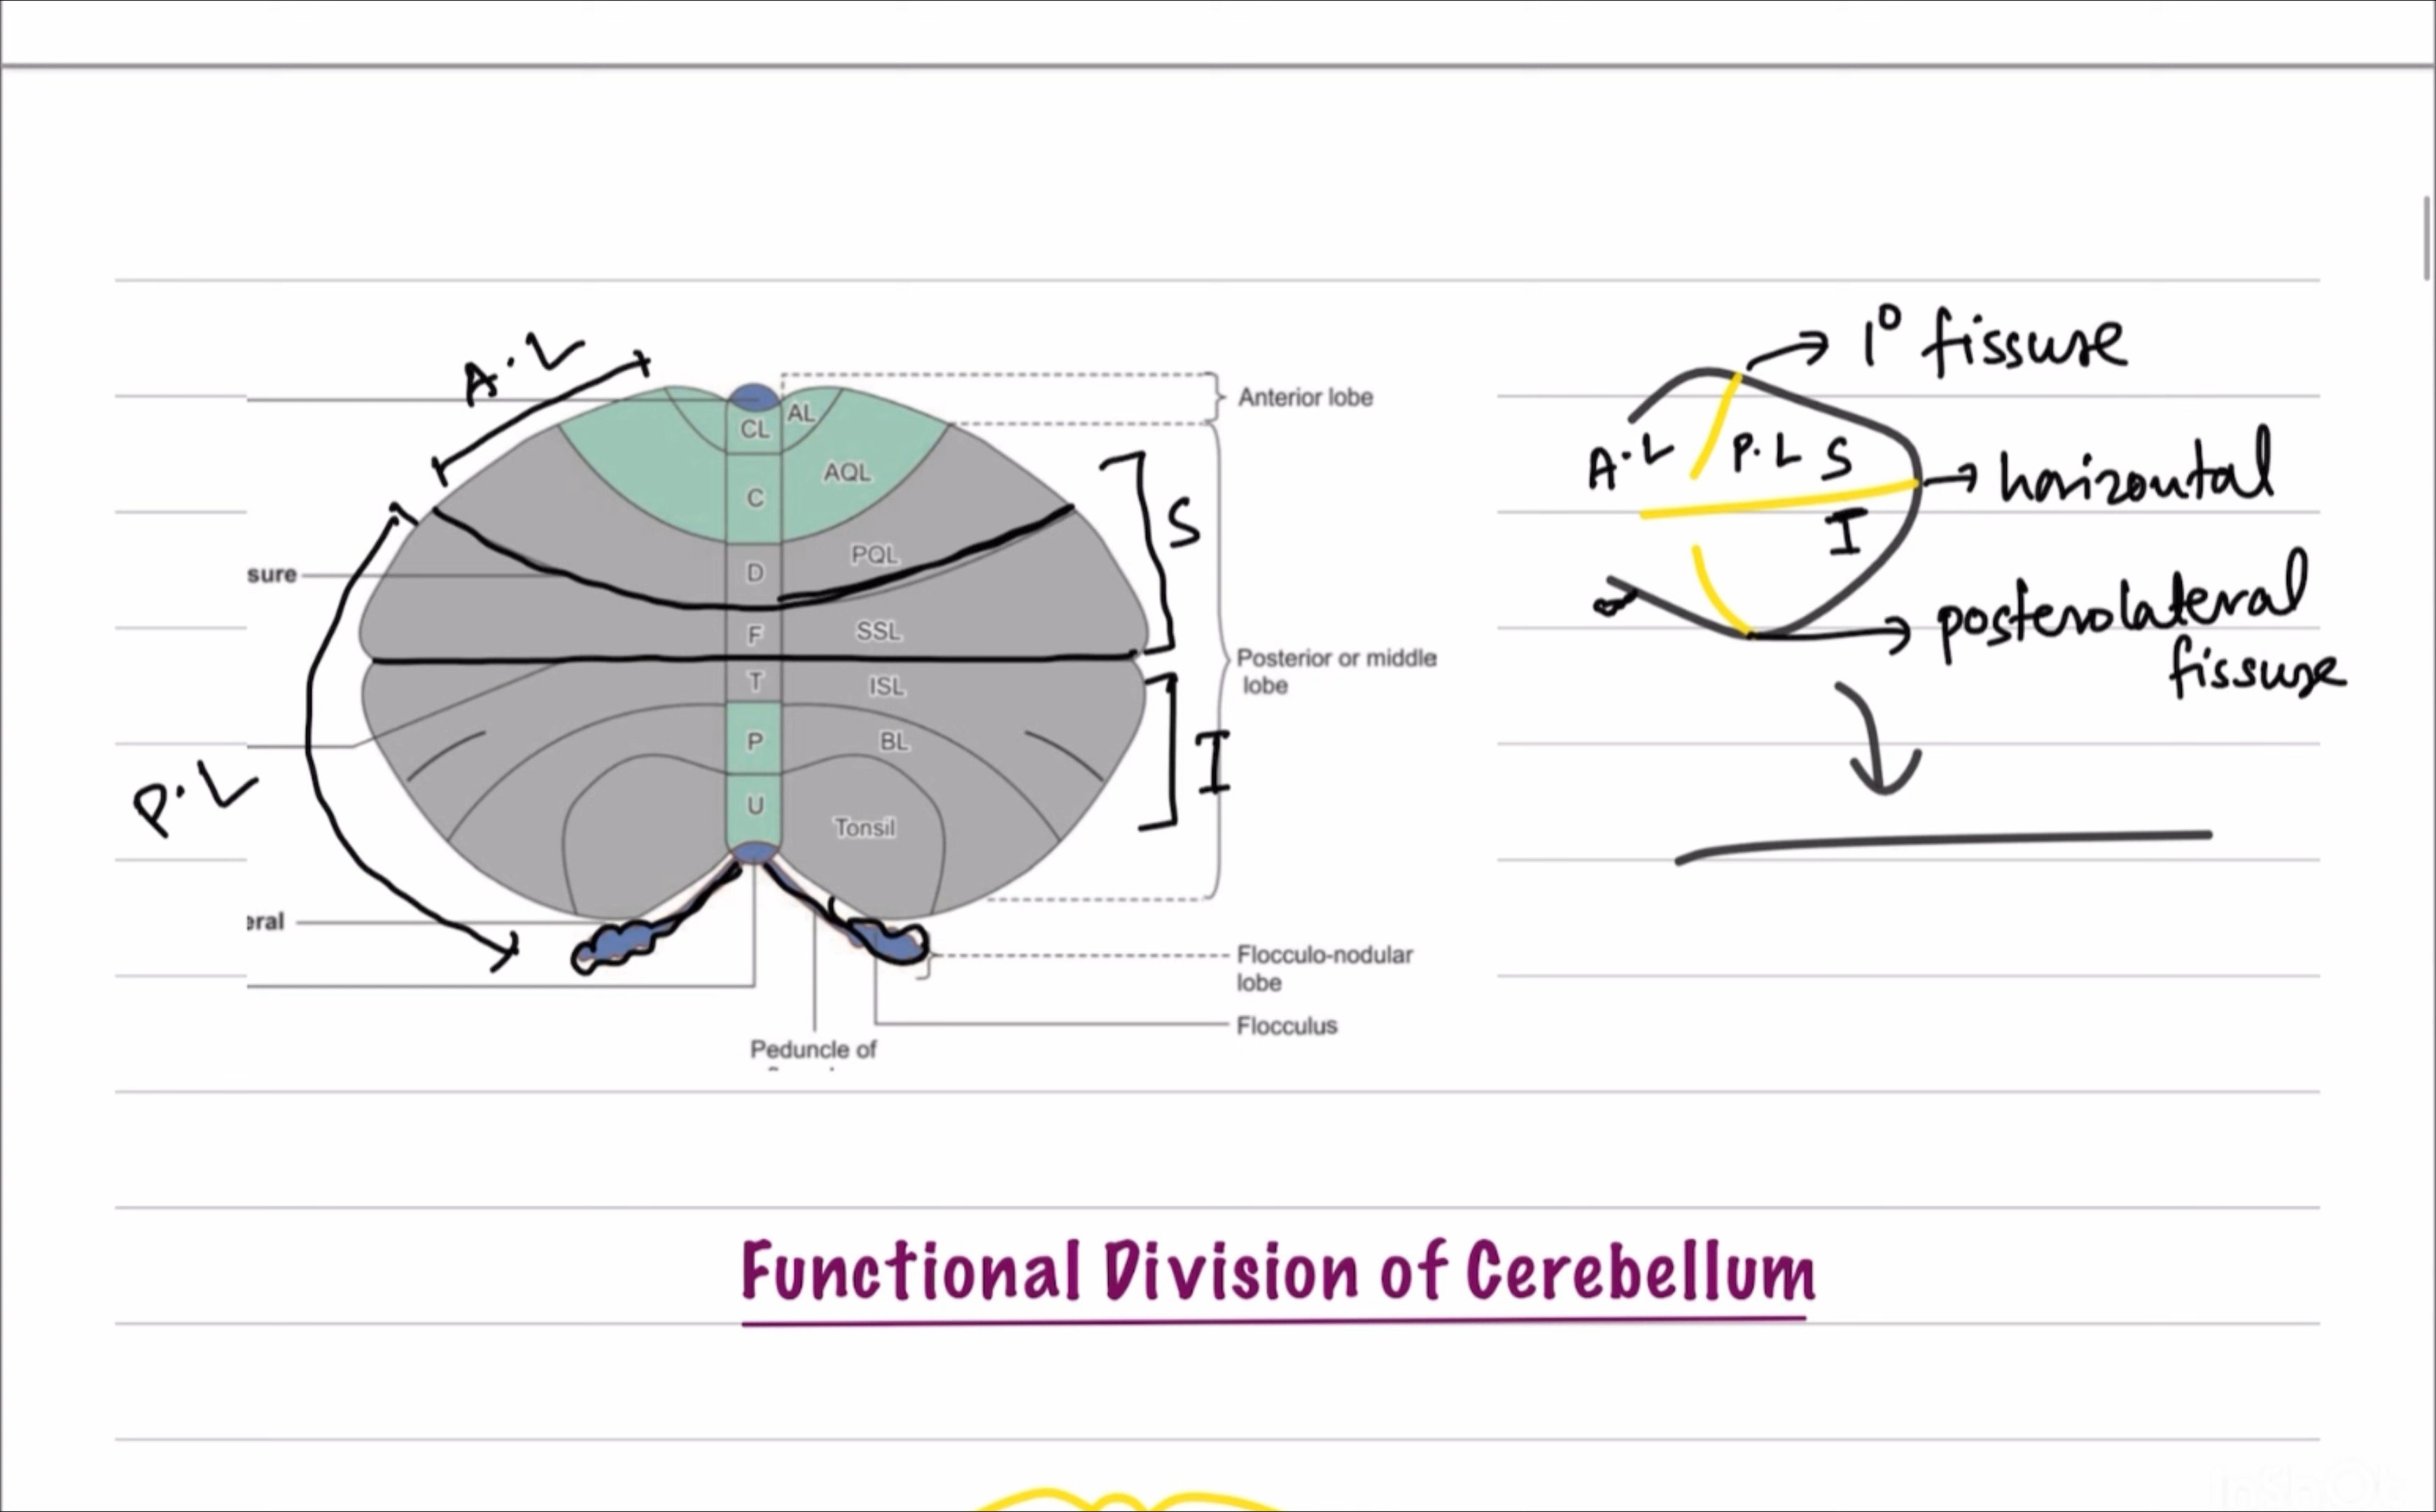 A.L
Anterior lobe
CL
AL
AQL
C
PQL
D
sure
F
SSL
S
Posterior or middle
lobe
T
ISL
P
BL
I
P.L
U
Tonsil
eral
Flocculo-nodular
lobe
Flocculus
Peduncle of
1° fissure
A.L P.L S
horizontal
I
posterolateral
fissure
Functional Division of Cerebellum